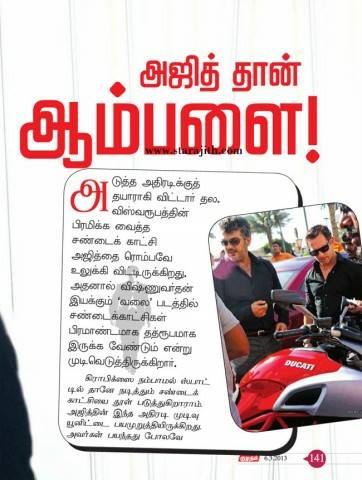 அஜித் தான்
ஆம்பளை!
www.starajith.com
அடுத்த அதிரடிக்குத்
தயாராகி விட்டார் தல.
விஸ்வரூபத்தின்
பிரமிக்க வைத்த
சண்டைக் காட்சி
அஜித்தை ரொம்பவே
உலுக்கி விட்டிருக்கிறது.
அதனால் விஷ்ணுவர்தன்
இயக்கும் 'வலை' படத்தில்
சண்டைக்காட்சிகள்
பிரமாண்டமாக தத்ரூபமாக
இருக்க வேண்டும் என்று
முடிவெடுத்திருக்கிறார்.
கிராபிக்ஸை நம்பாமல் ஸ்பாட்
டில் தானே நடித்தும் சண்டைக்
காட்சியை தூள் படுத்துகிறாராம்.
அஜித்தின் இந்த அதிரடி முடிவு
யூனிட்டை பயமுறுத்தியிருக்கிறது.
அவர்கள் பயந்தது போலவே
DUCATI
குமுதம்
6.3.2013
141